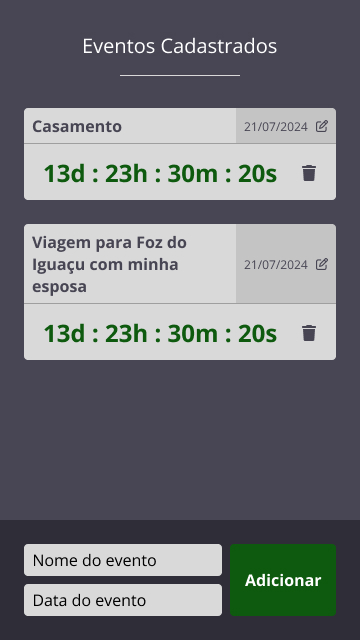 Eventos Cadastrados
Casamento
21/07/2024
13d : 23h : 30m : 20s
Viagem para Foz do
Iguaçu com minha
esposa
21/07/2024
13d : 23h : 30m : 20s
Nome do evento
Data do evento
Adicionar